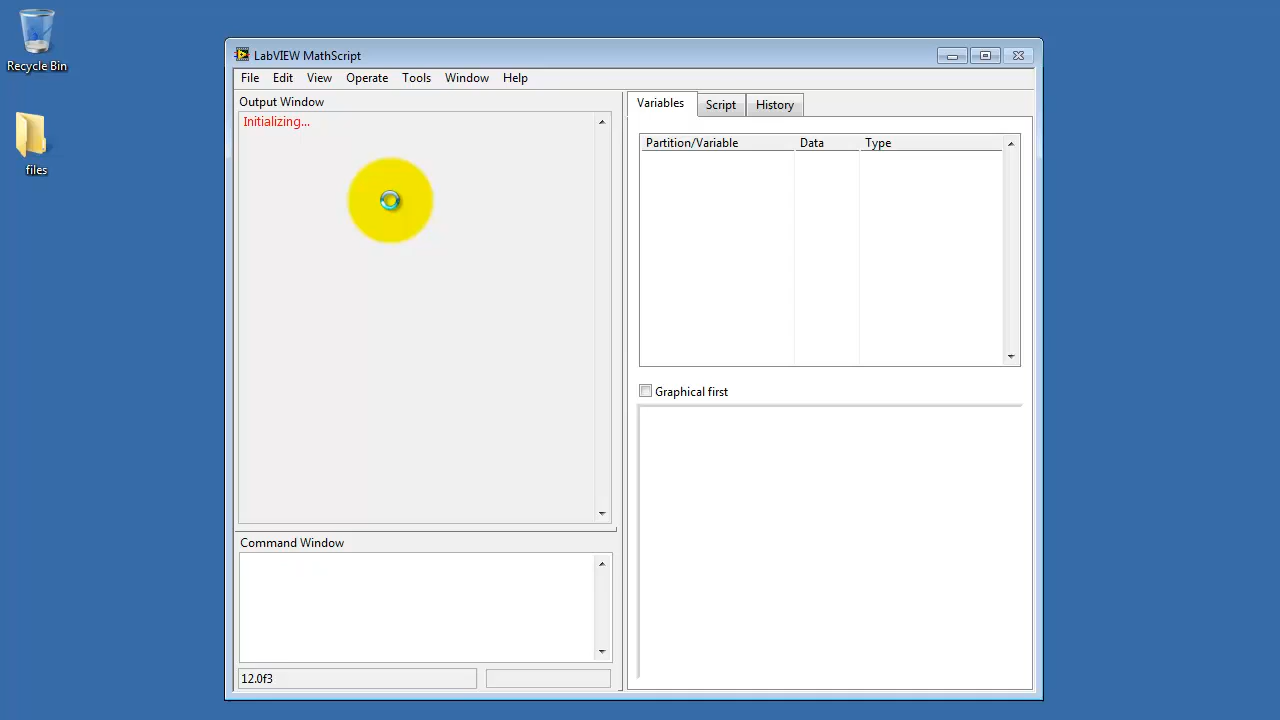 Recycle Bin
files
LabVIEW MathScript
File Edit View Operate Tools Window Help
Output Window
Initializing...
Command Window
12.0f3
Variables Script History
Partition/Variable Data Type
Graphical first